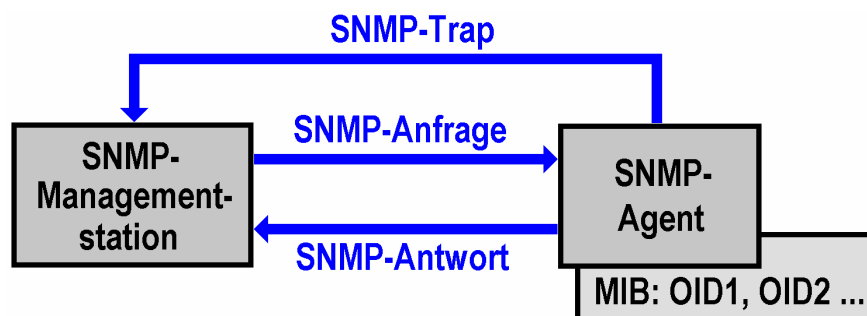 SNMP-Trap
SNMP-
Management-
station
SNMP-Anfrage
SNMP-Antwort
SNMP-
Agent
MIB: OID1, OID2 ...